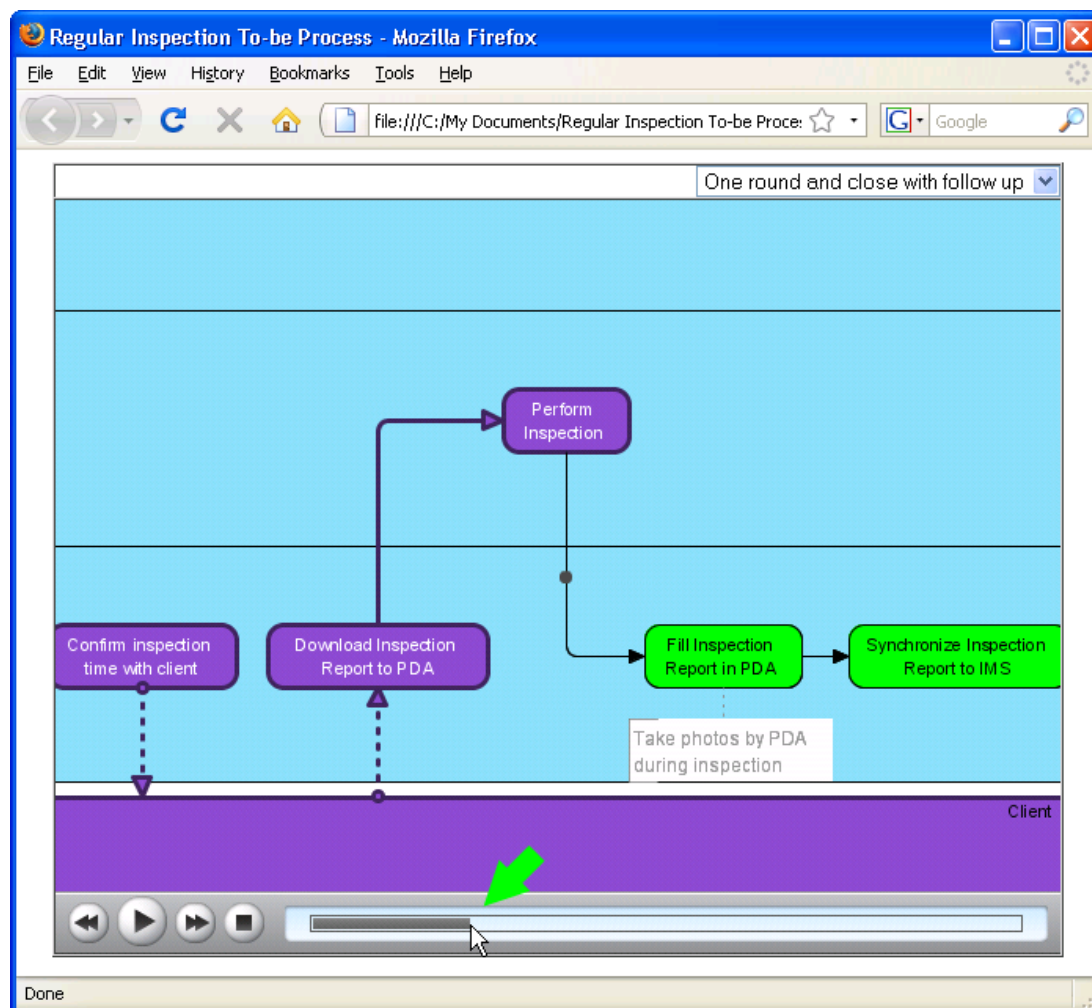 Regular Inspection To-be Process - Mozilla Firefox
File Edit View History Bookmarks Tools Help
file:///C:/My Documents/Regular Inspection To-be Proce:
G
Google
One round and close with follow up
Perform
Inspection
Confirm inspection
time with client
Download Inspection
Report to PDA
Fill Inspection
Report in PDA
Synchronize Inspection
Report to IMS
Take photos by PDA
during inspection
Client
Done